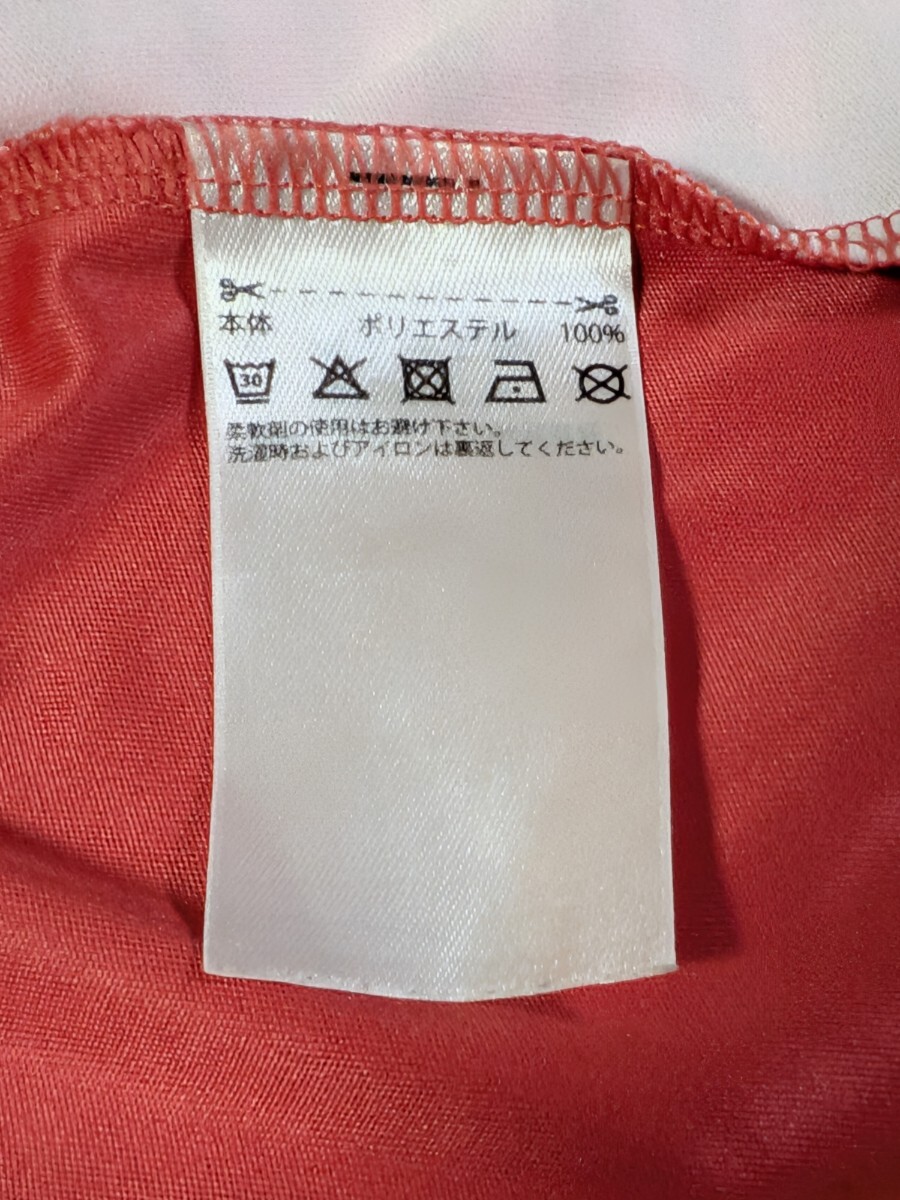 本体 ポリエステル 100%
30
柔軟剤の使用はお避け下さい。
洗濯時およびアイロンは裏返してください。